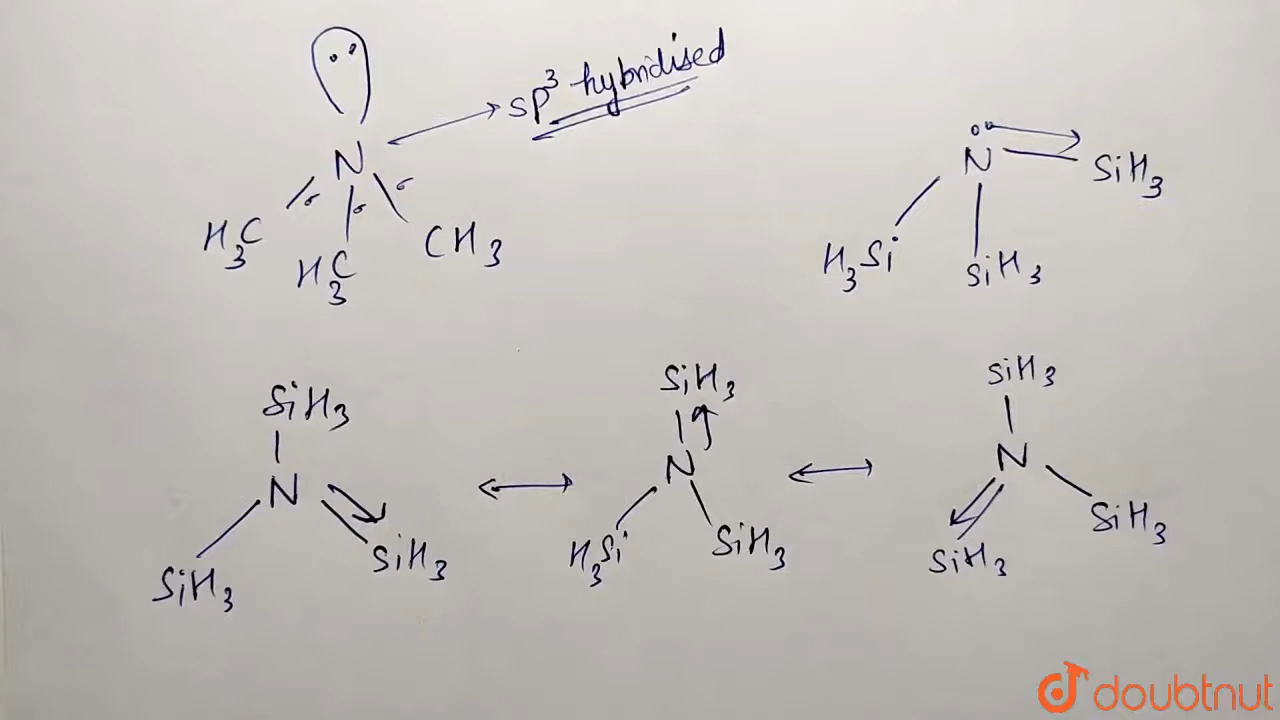 N
sp³ hybridised
H₃C
H₃C
CH₃
σ σ σ
N
SiH₃
H₃Si
SiH₃
SiH₃
N
SiH₃
SiH₃
SiH₃
N
H₃Si
SiH₃
SiH₃
N
SiH₃
SiH₃
doubtnut